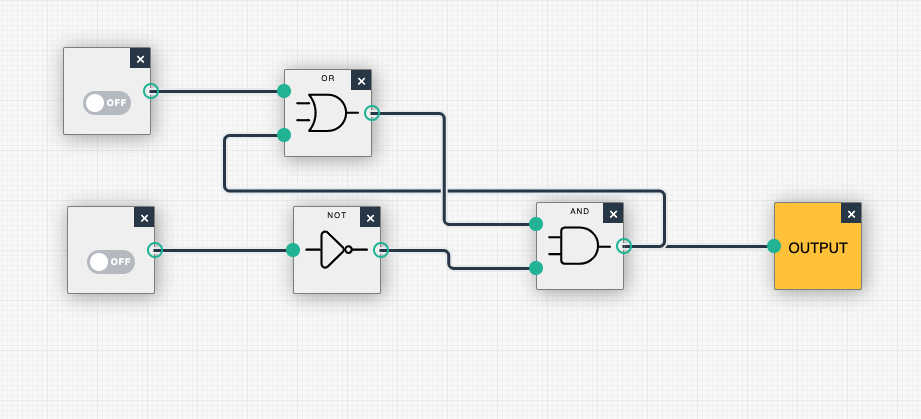 OFF
OR
OFF
NOT
AND
OUTPUT